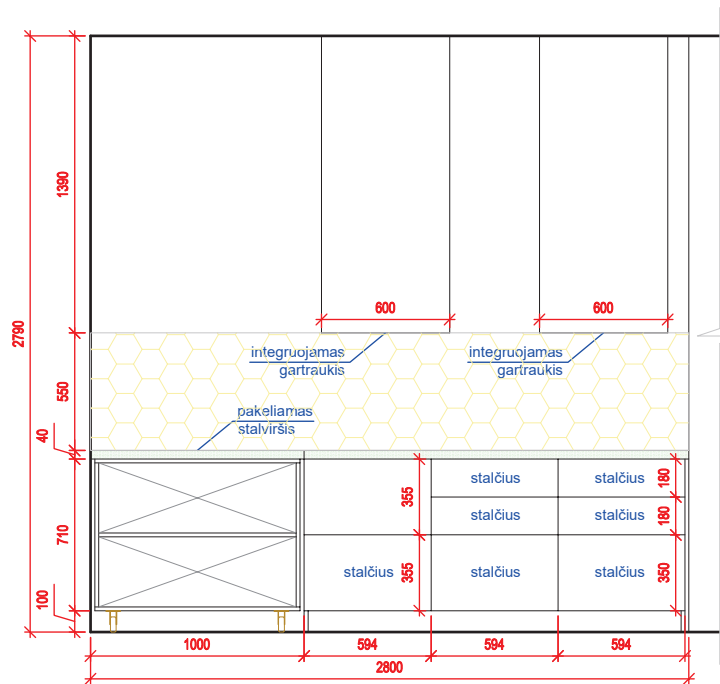 1390
2790
600
600
integruojamas
gartraukis
integruojamas
gartraukis
550
pakeliamas
stalviršis
40
stalčius
stalčius
180
355
stalčius
stalčius
180
710
stalčius
355
stalčius
stalčius
350
100
1000
594
594
594
2800